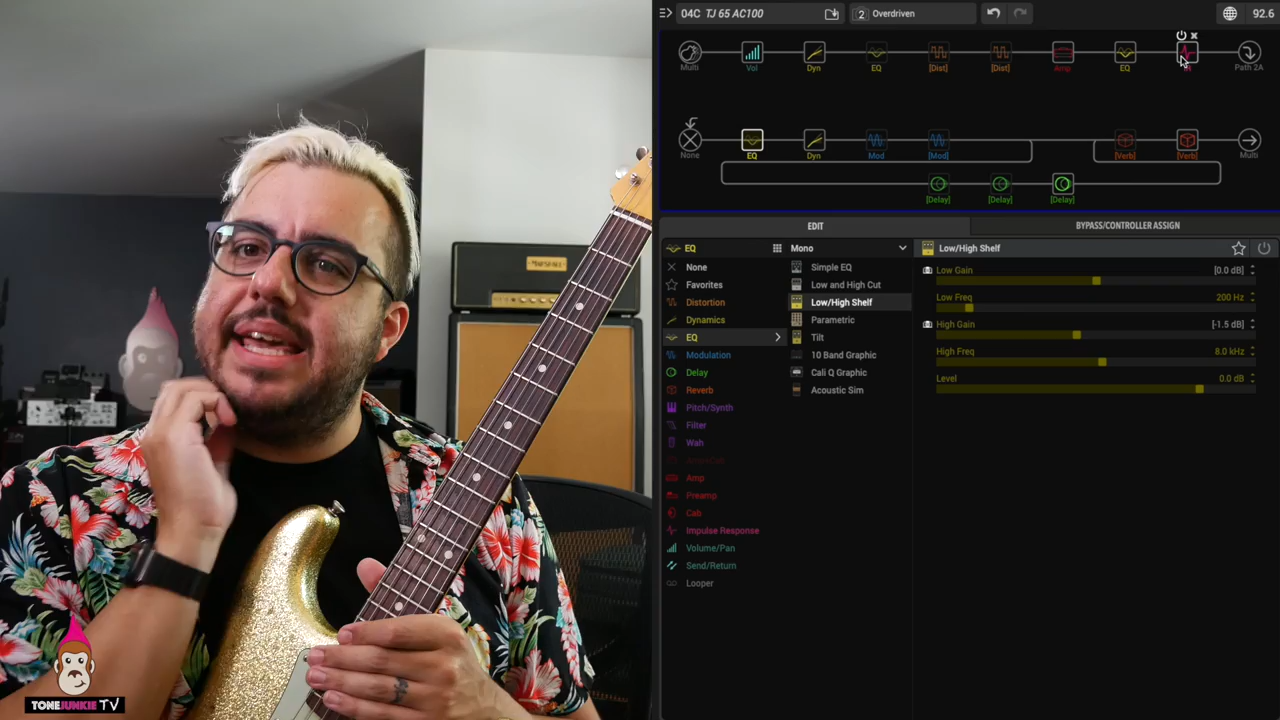 04C TJ 65 AC100
2 Overdriven
92.6
Multi
Vol
Dyn
EQ
[Dist]
[Dist]
Amp
EQ
Path 2A
None
EQ
Dyn
Mod
[Mod]
[Verb]
[Verb]
Multi
[Delay]
[Delay]
[Delay]
EDIT
BYPASS/CONTROLLER ASSIGN
EQ
Mono
Low/High Shelf
None
Simple EQ
Low Gain
[0.0 dB]
Favorites
Low and High Cut
Distortion
Low/High Shelf
Low Freq
200 Hz
Dynamics
Parametric
High Gain
[-1.5 dB]
EQ
Tilt
Modulation
10 Band Graphic
High Freq
8.0 kHz
Delay
Cali Q Graphic
Level
0.0 dB
Reverb
Acoustic Sim
Pitch/Synth
Filter
Wah
Amp
Preamp
Cab
Impulse Response
Volume/Pan
Send/Return
Looper
TONEJUNKIE TV